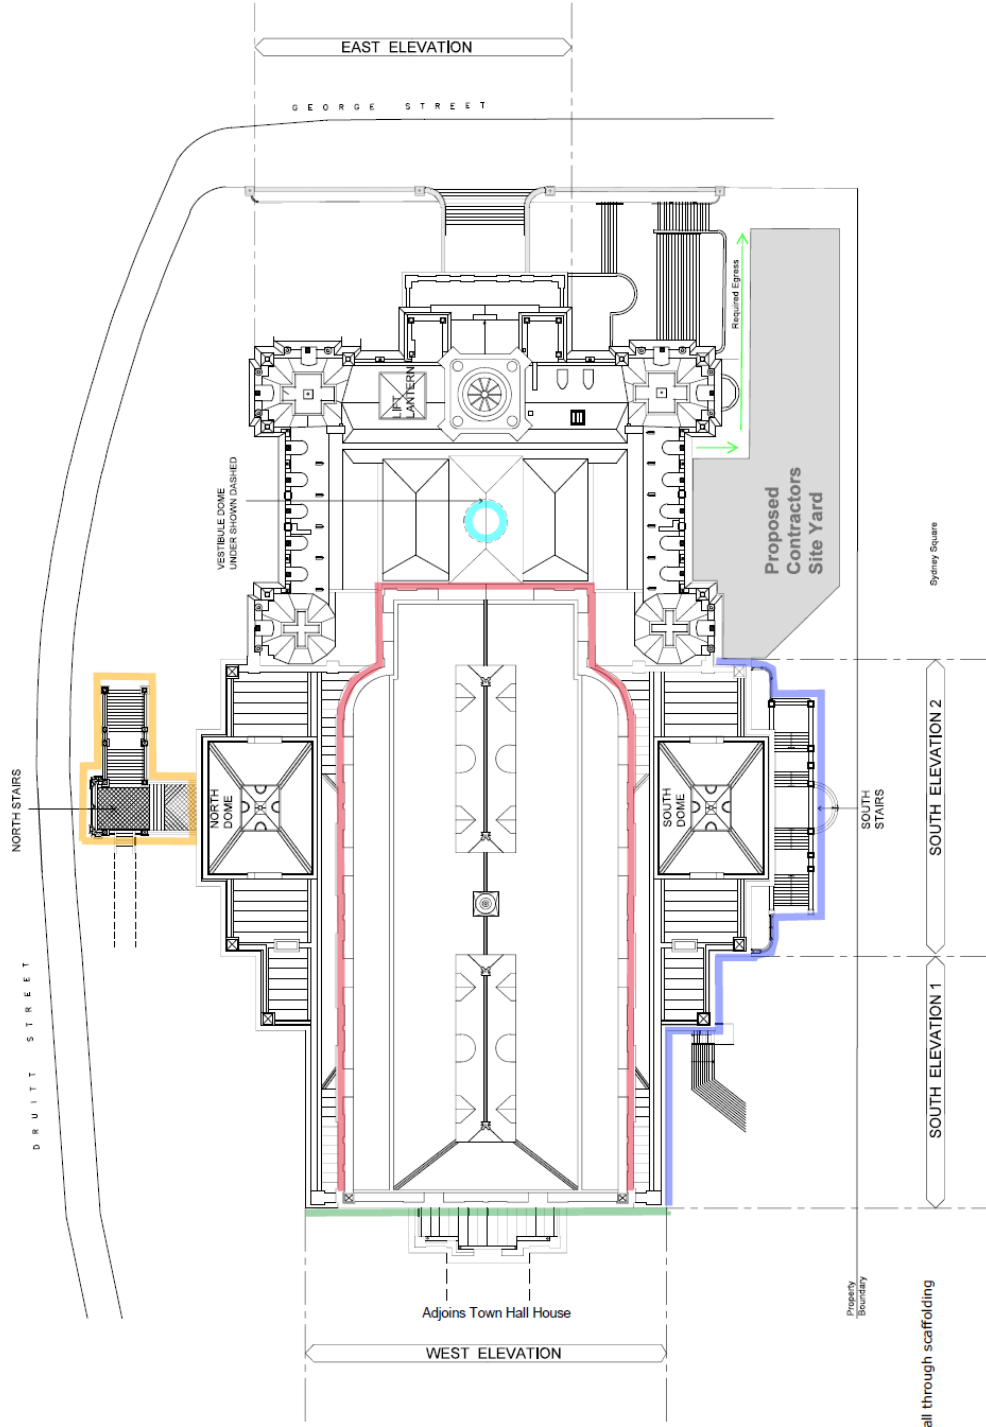 EAST ELEVATION
GEORGE STREET
Required Egress
LIFT
LANTERN
VESTIBULE DOME
UNDER SHOWN DASHED
Proposed
Contractors
Site Yard
Sydney Square
NORTH STAIRS
NORTH
DOME
SOUTH
DOME
SOUTH
STAIRS
SOUTH ELEVATION 2
DRUITT STREET
SOUTH ELEVATION 1
Property
Boundary
Adjoins Town Hall House
WEST ELEVATION
all through scaffolding